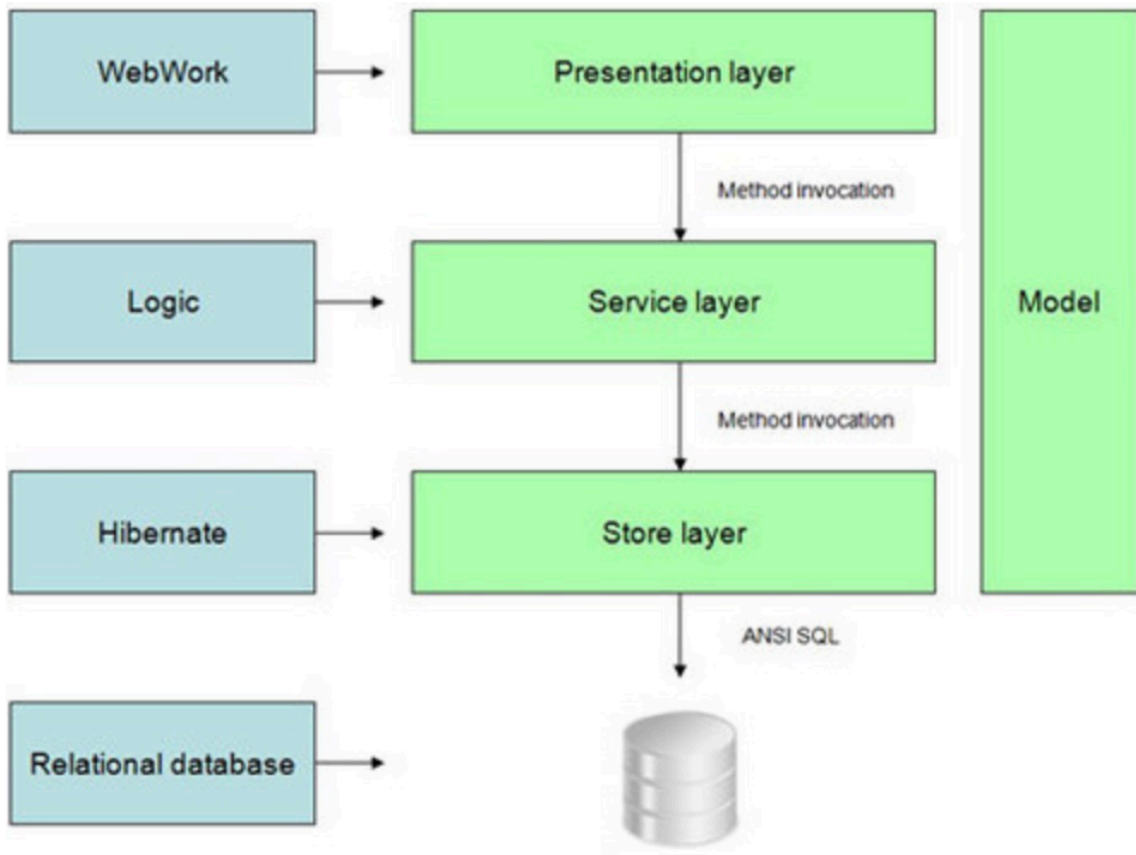 WebWork
Presentation layer
Method invocation
Logic
Service layer
Model
Method invocation
Hibernate
Store layer
ANSI SQL
Relational database